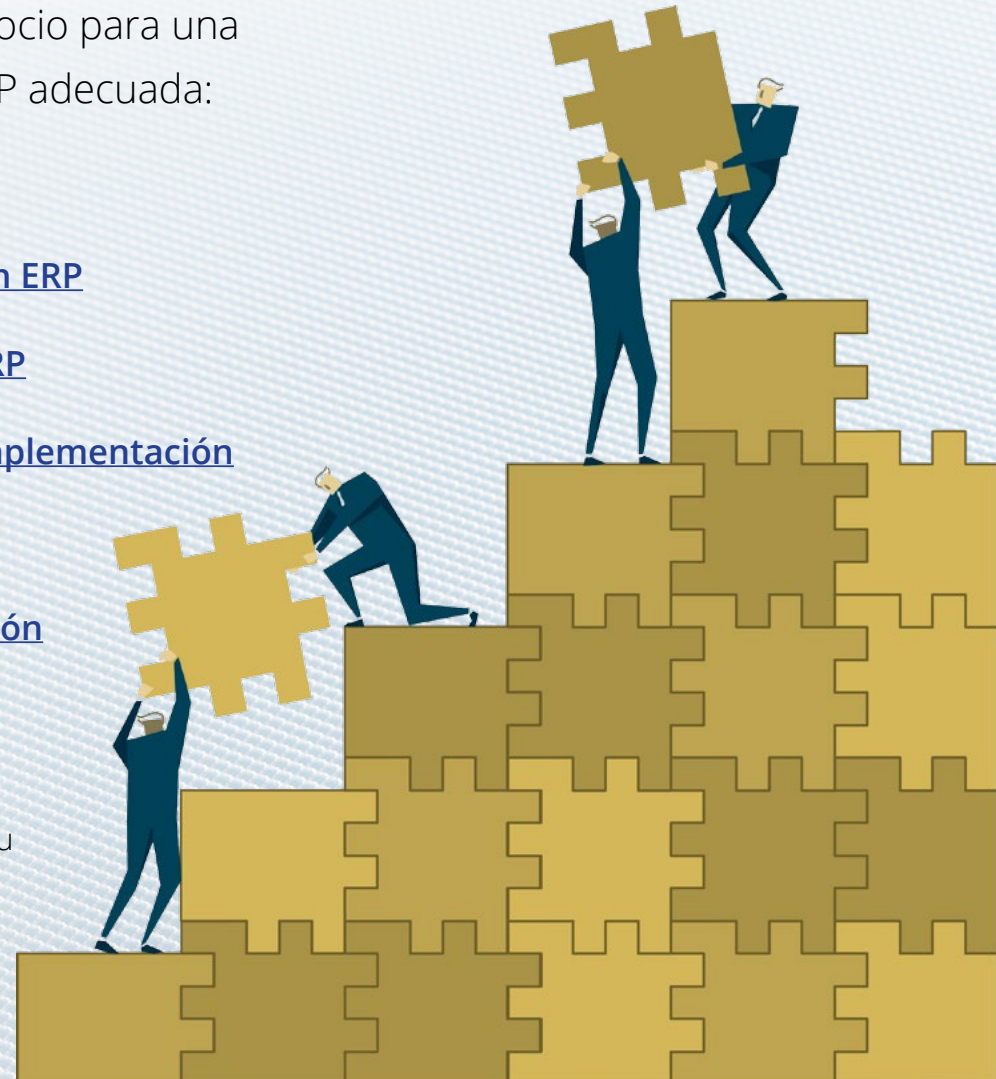 ocio para una
P adecuada:
n ERP
RP
nplementación
ón
u